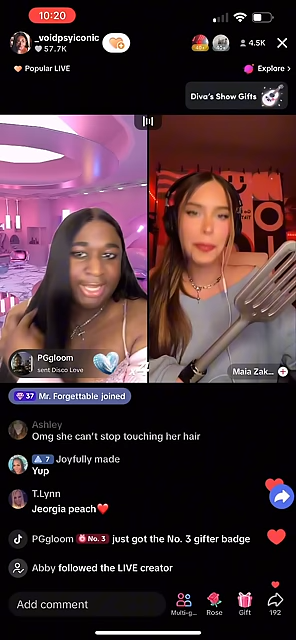 10:20
_voidpsyiconic
57.7K
4.5K
Popular LIVE
Explore >
Diva's Show Gifts
PGgloom
sent Disco Love
Maia Zak...
37 Mr. Forgettable joined
Ashley
Omg she can't stop touching her hair
7 Joyfully made
Yup
T.Lynn
Jeorgia peach❤️
PGgloom No. 3 just got the No. 3 gifter badge
Abby followed the LIVE creator
Add comment
Multi-g...
Rose
Gift
192